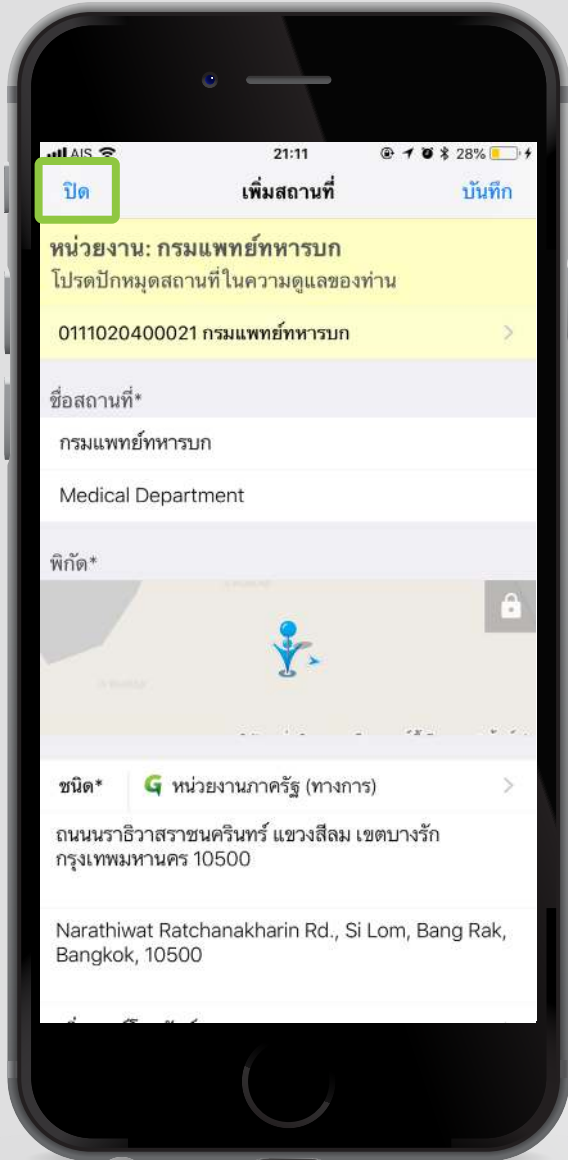 AIS 21:11 28%
ปิด เพิ่มสถานที่ บันทึก
หน่วยงาน: กรมแพทย์ทหารบก
โปรดปักหมุดสถานที่ในความดูแลของท่าน
0111020400021 กรมแพทย์ทหารบก
ชื่อสถานที่*
กรมแพทย์ทหารบก
Medical Department
พิกัด*
ชนิด* หน่วยงานภาครัฐ (ทางการ)
ถนนนราธิวาสราชนครินทร์ แขวงสีลม เขตบางรัก
กรุงเทพมหานคร 10500
Narathiwat Ratchanakharin Rd., Si Lom, Bang Rak,
Bangkok, 10500